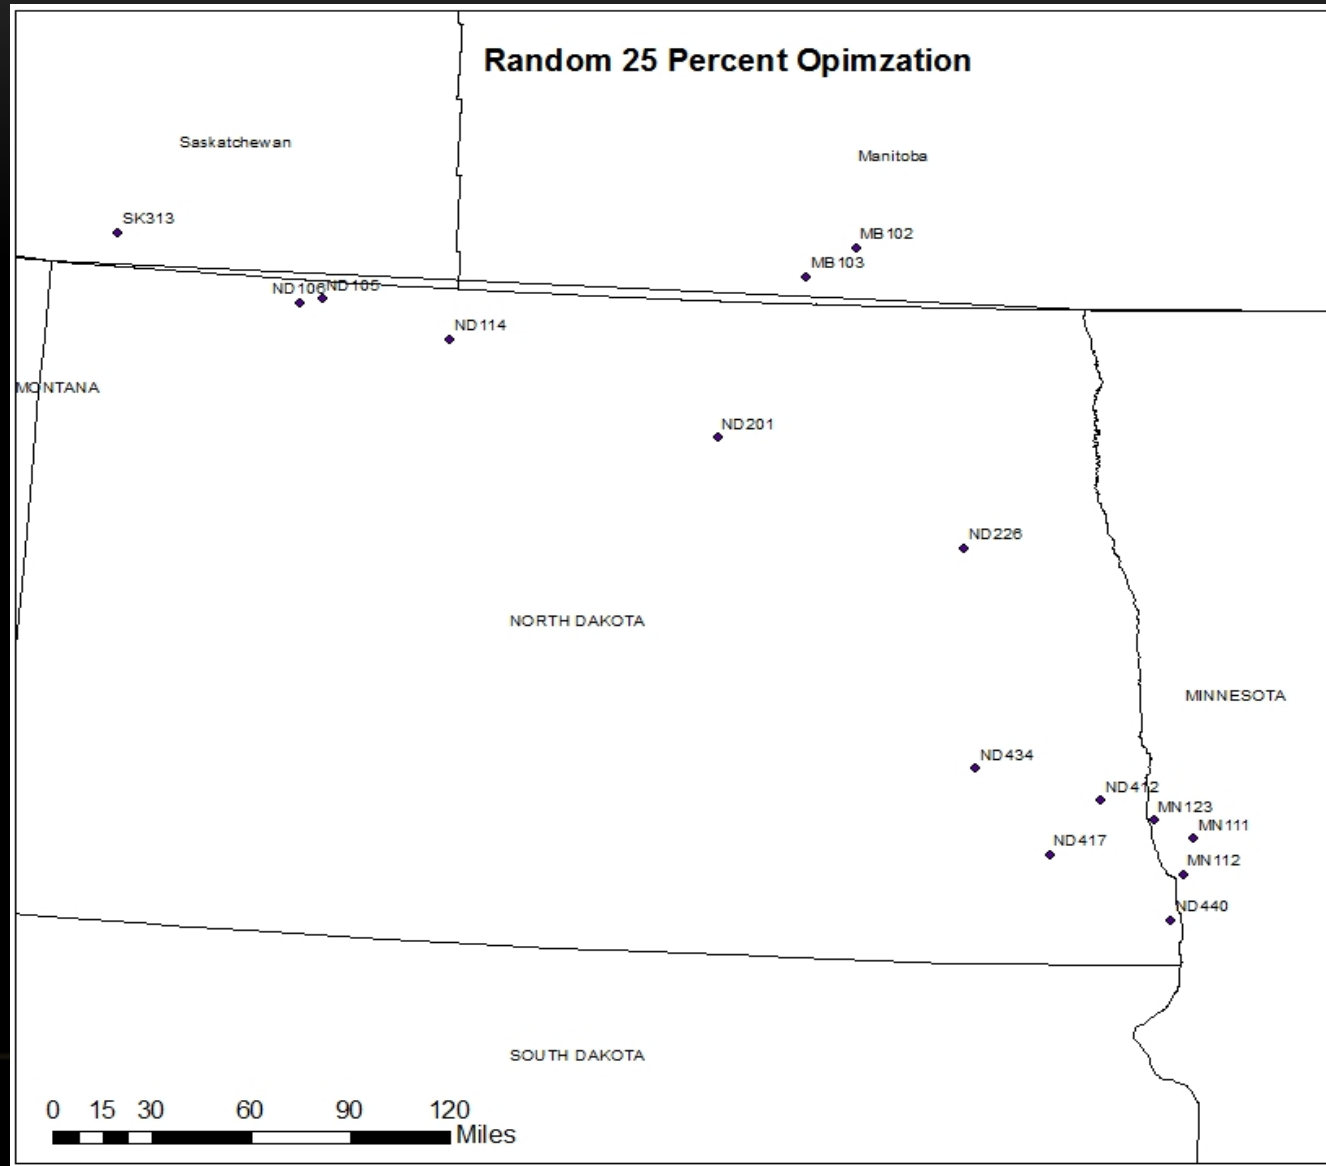 Random 25 Percent Opimzation
Saskatchewan
Manitoba
SK313
MB102
MB103
ND106
ND105
ND114
MONTANA
ND201
ND226
NORTH DAKOTA
MINNESOTA
ND434
ND412
MN123
MN111
ND417
MN112
ND440
SOUTH DAKOTA
0 15 30 60 90 120
Miles